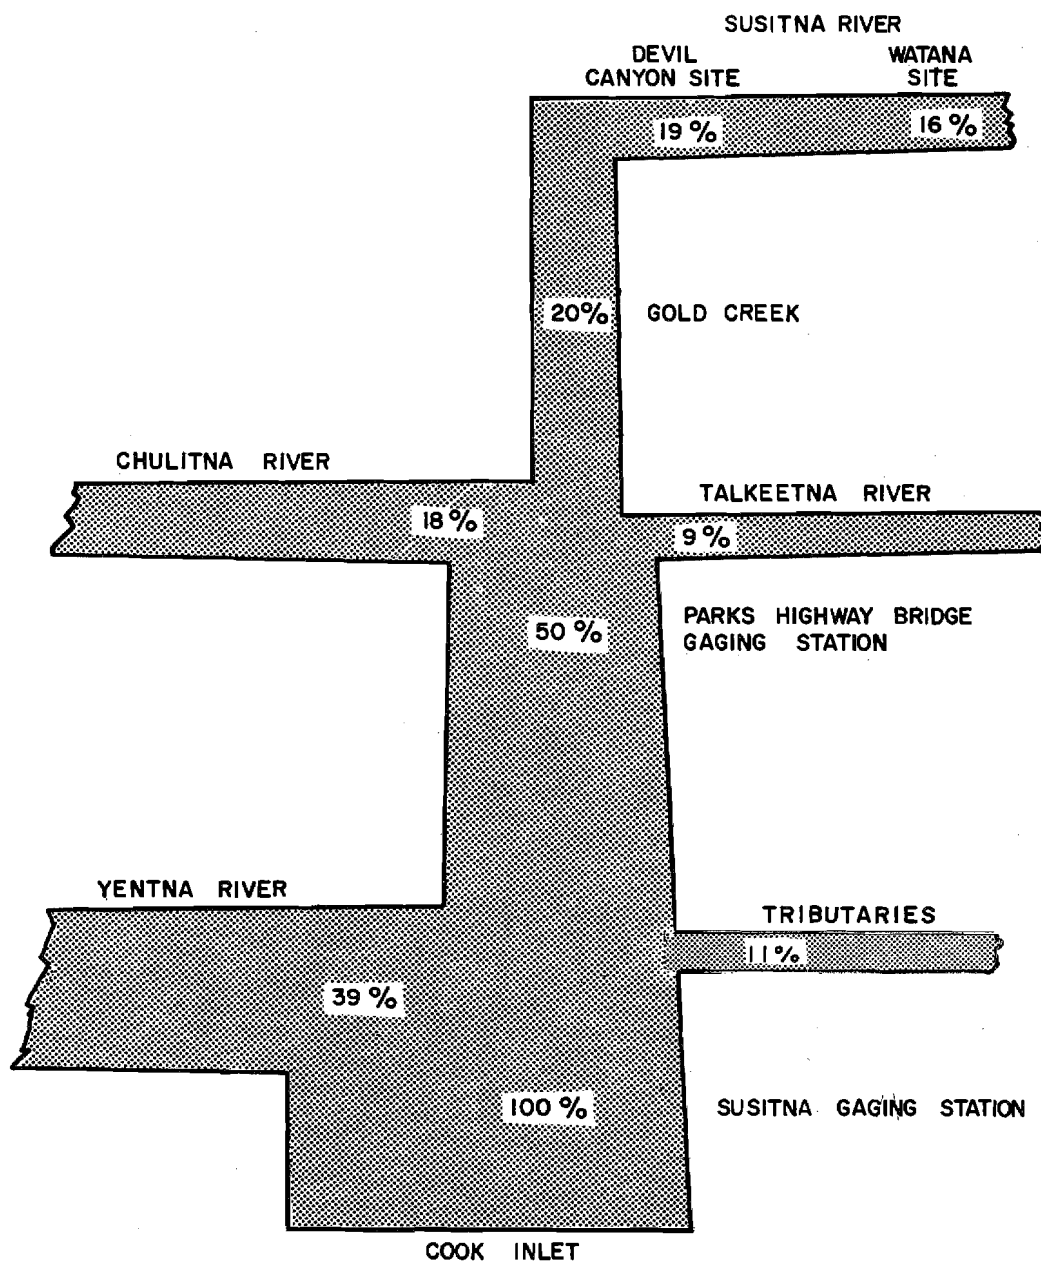 SUSITNA RIVER
DEVIL
CANYON SITE
WATANA
SITE
19%
16%
20%
GOLD CREEK
CHULITNA RIVER
TALKEETNA RIVER
18%
9%
50%
PARKS HIGHWAY BRIDGE
GAGING STATION
YENTNA RIVER
TRIBUTARIES
11%
39%
100%
SUSITNA GAGING STATION
COOK INLET